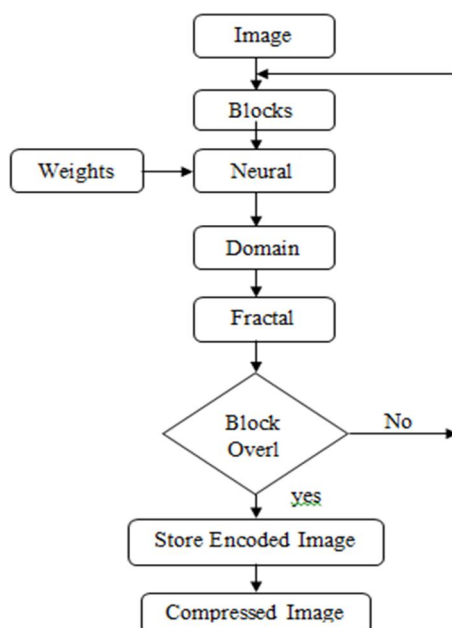 Image
Blocks
Weights
Neural
Domain
Fractal
Block
Overl
No
yes
Store Encoded Image
Compressed Image